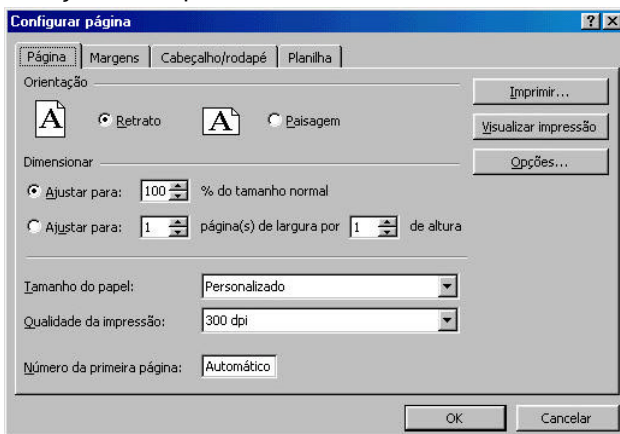 Configurar página
Página Margens Cabeçalho/rodapé Planilha
Orientação
A Retrato A Paisagem
Imprimir...
Visualizar impressão
Opções...
Dimensionar
Ajustar para: 100 % do tamanho normal
Ajustar para: 1 página(s) de largura por 1 de altura
Tamanho do papel: Personalizado
Qualidade da impressão: 300 dpi
Número da primeira página: Automático
OK Cancelar